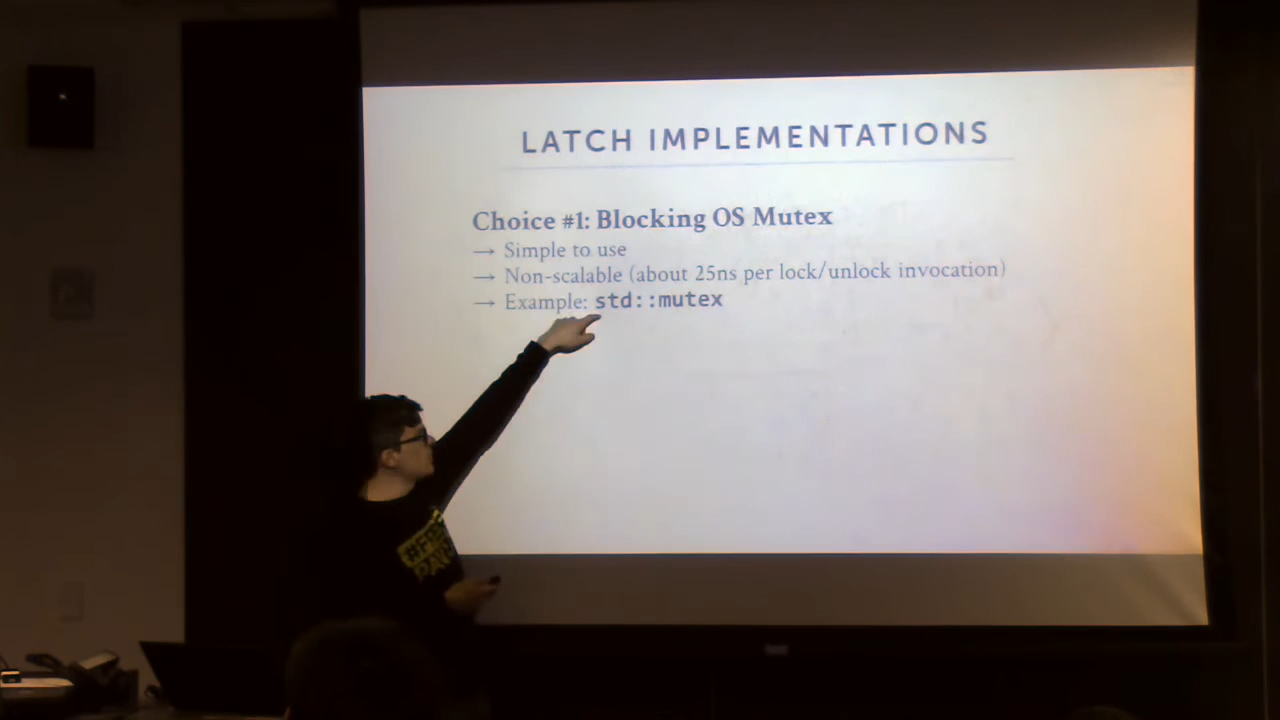 LATCH IMPLEMENTATIONS
Choice #1: Blocking OS Mutex
→ Simple to use
→ Non-scalable (about 25ns per lock/unlock invocation)
→ Example: std::mutex